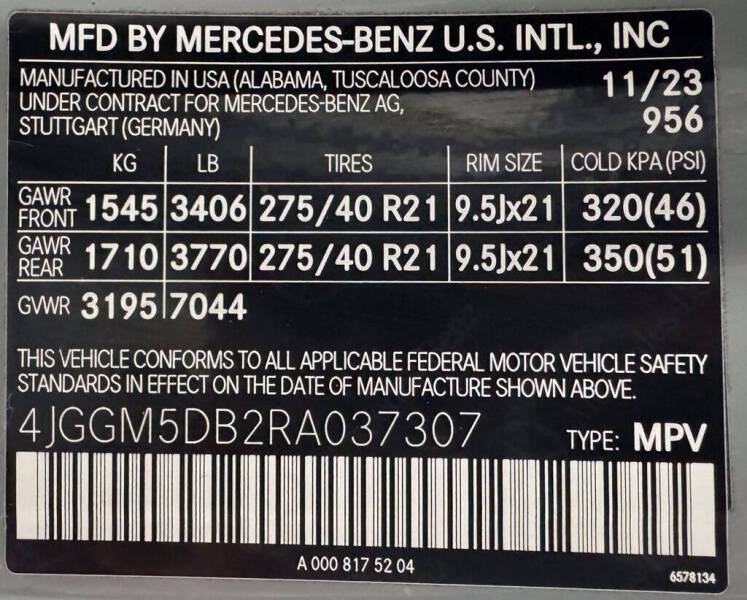 MFD BY MERCEDES-BENZ U.S. INTL., INC
MANUFACTURED IN USA (ALABAMA, TUSCALOOSA COUNTY) 11/23
UNDER CONTRACT FOR MERCEDES-BENZ AG, 956
STUTTGART (GERMANY)
KG LB TIRES RIM SIZE COLD KPA (PSI)
GAWR FRONT 1545 3406 275/40 R21 9.5Jx21 320(46)
GAWR REAR 1710 3770 275/40 R21 9.5Jx21 350(51)
GVWR 3195 7044
THIS VEHICLE CONFORMS TO ALL APPLICABLE FEDERAL MOTOR VEHICLE SAFETY
STANDARDS IN EFFECT ON THE DATE OF MANUFACTURE SHOWN ABOVE.
4JGGM5DB2RA037307 TYPE: MPV
A 000 817 52 04
6578134